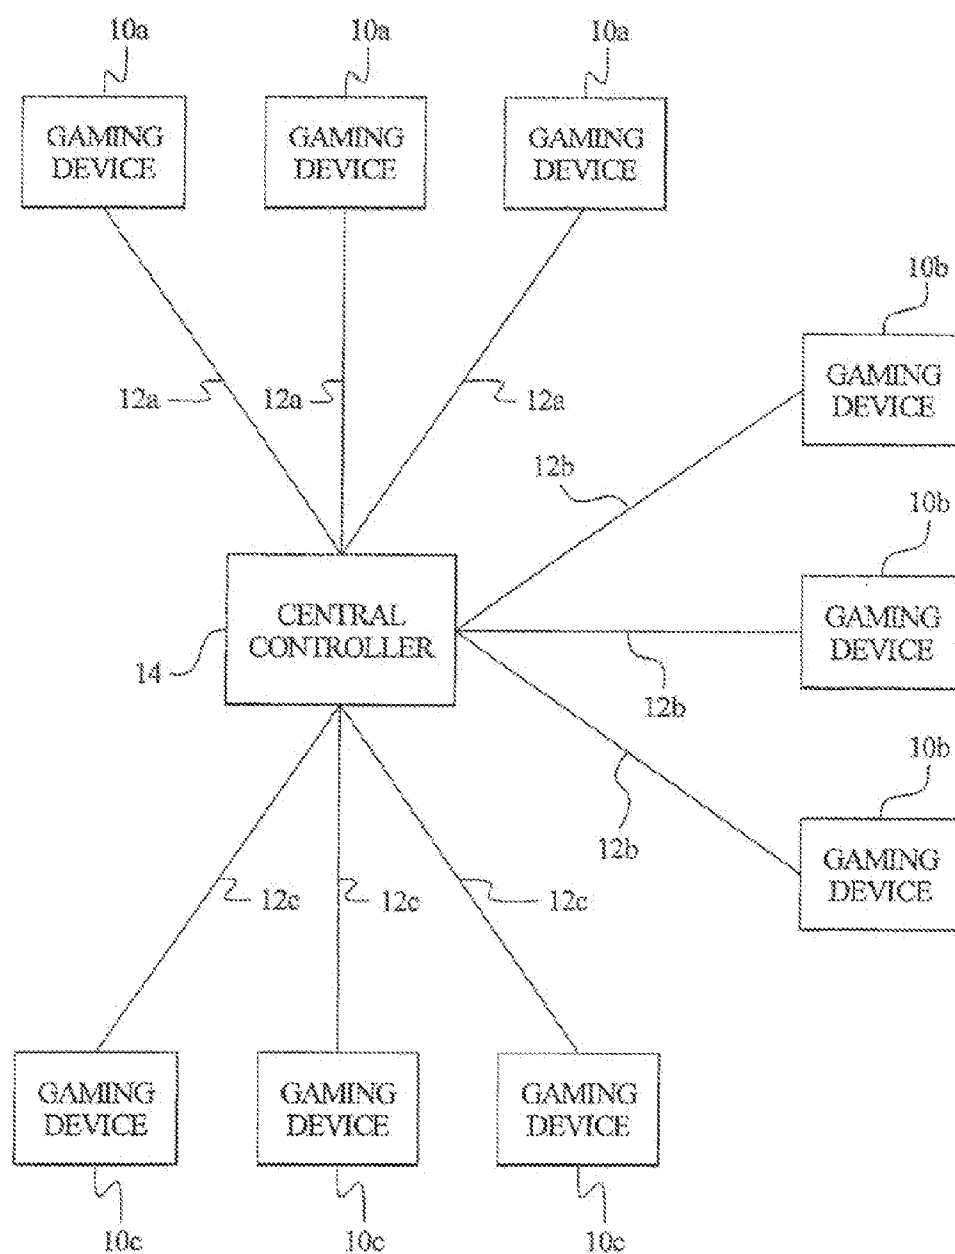 10a
10a
10a
GAMING
DEVICE
GAMING
DEVICE
GAMING
DEVICE
10b
GAMING
DEVICE
12a
12a
12a
12b
10b
GAMING
DEVICE
CENTRAL
CONTROLLER
14
12b
10b
12b
GAMING
DEVICE
12c
12c
12c
GAMING
DEVICE
GAMING
DEVICE
GAMING
DEVICE
10c
10c
10c